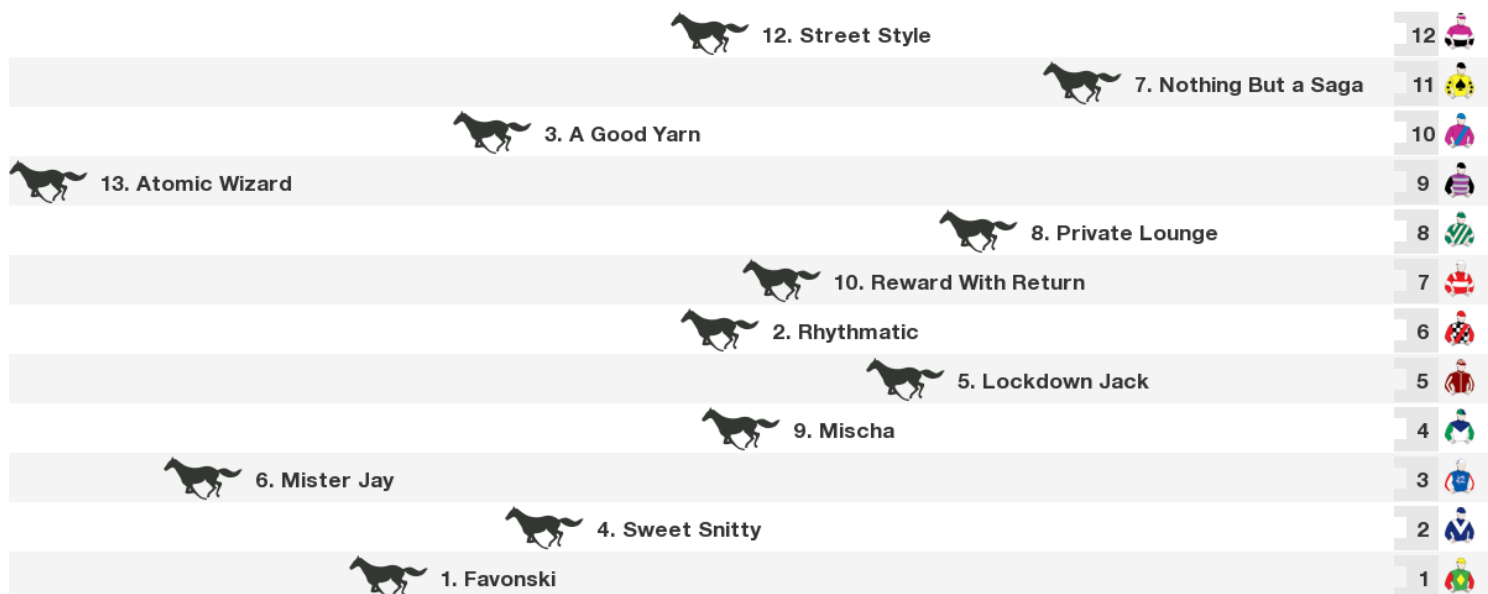 12. Street Style 12
7. Nothing But a Saga 11
3. A Good Yarn 10
13. Atomic Wizard 9
8. Private Lounge 8
10. Reward With Return 7
2. Rhythmatic 6
5. Lockdown Jack 5
9. Mischa 4
6. Mister Jay 3
4. Sweet Snitty 2
1. Favonski 1